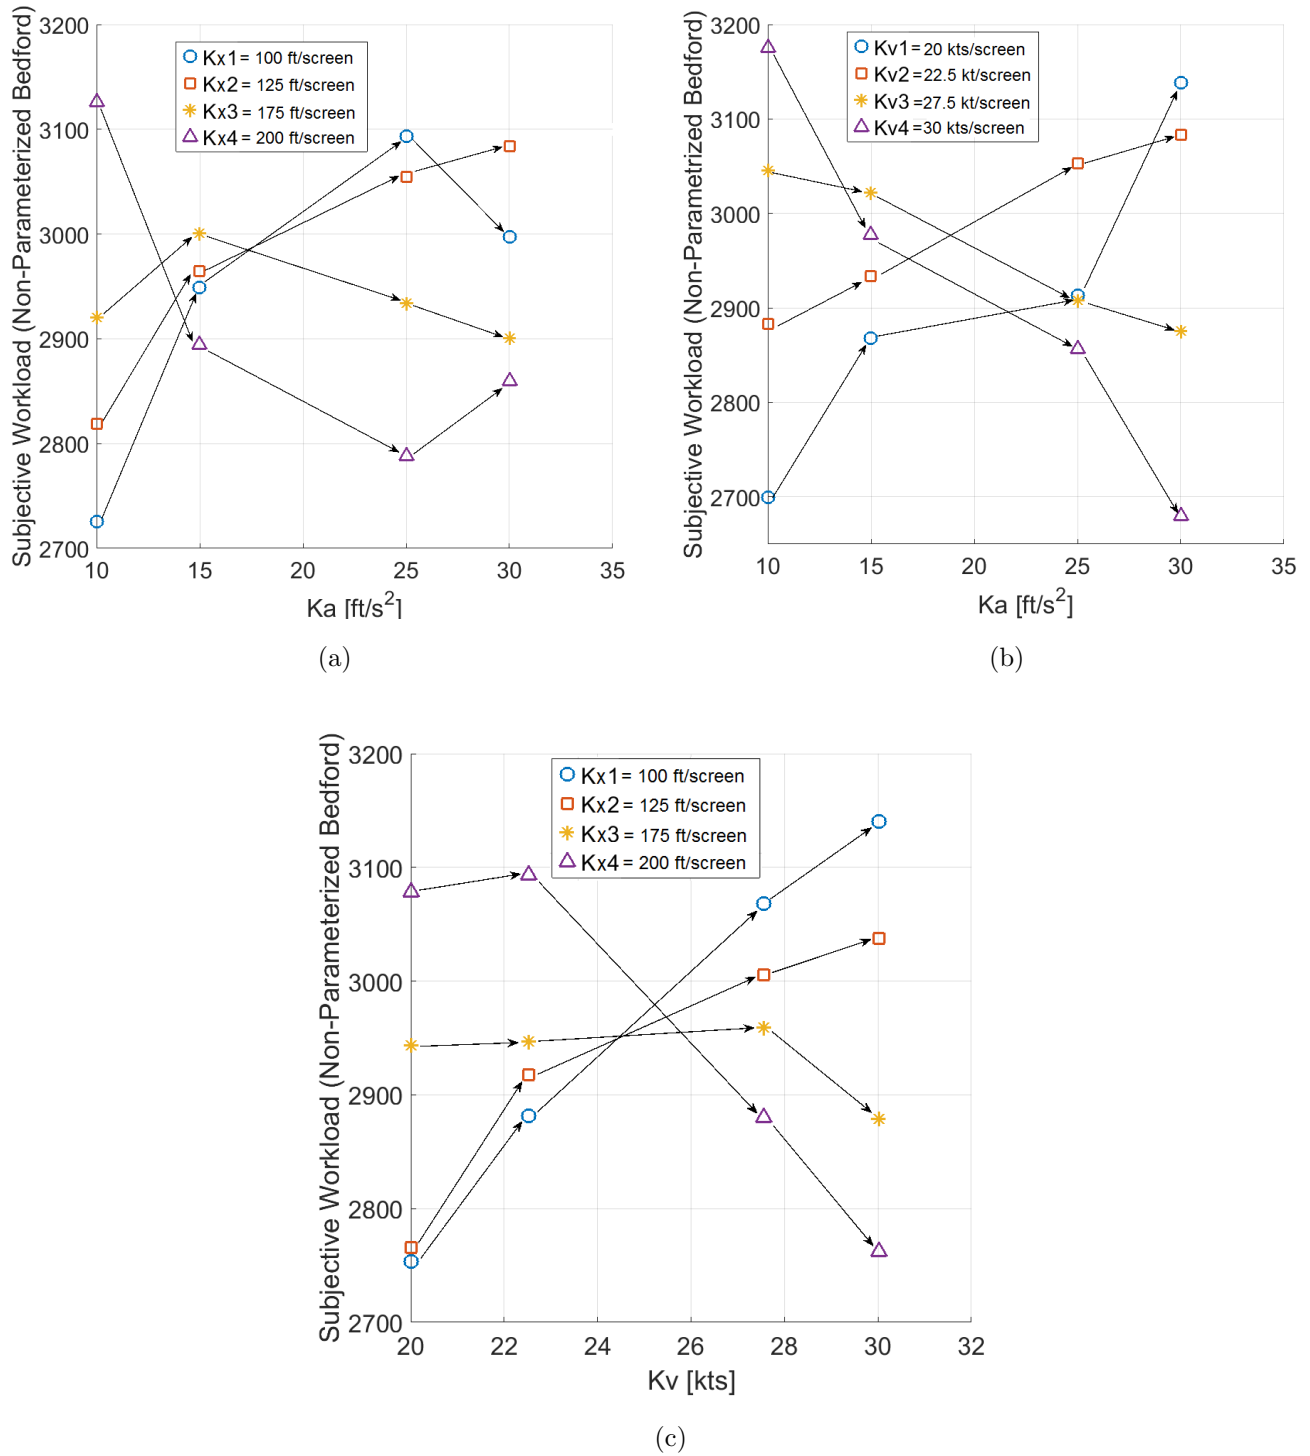 Subjective Workload (Non-Parameterized Bedford)
3200
3100
3000
2900
2800
2700
Kx1 = 100 ft/screen
Kx2 = 125 ft/screen
Kx3 = 175 ft/screen
Kx4 = 200 ft/screen
10 15 20 25 30 35
Ka [ft/s²]
(a)
Subjective Workload (Non-Parametrized Bedford)
3200
3100
3000
2900
2800
2700
Kv1 = 20 kts/screen
Kv2 = 22.5 kt/screen
Kv3 = 27.5 kt/screen
Kv4 = 30 kts/screen
10 15 20 25 30 35
Ka [ft/s²]
(b)
Subjective Workload (Non-Parameterized Bedford)
3200
3100
3000
2900
2800
2700
Kx1 = 100 ft/screen
Kx2 = 125 ft/screen
Kx3 = 175 ft/screen
Kx4 = 200 ft/screen
20 22 24 26 28 30 32
Kv [kts]
(c)